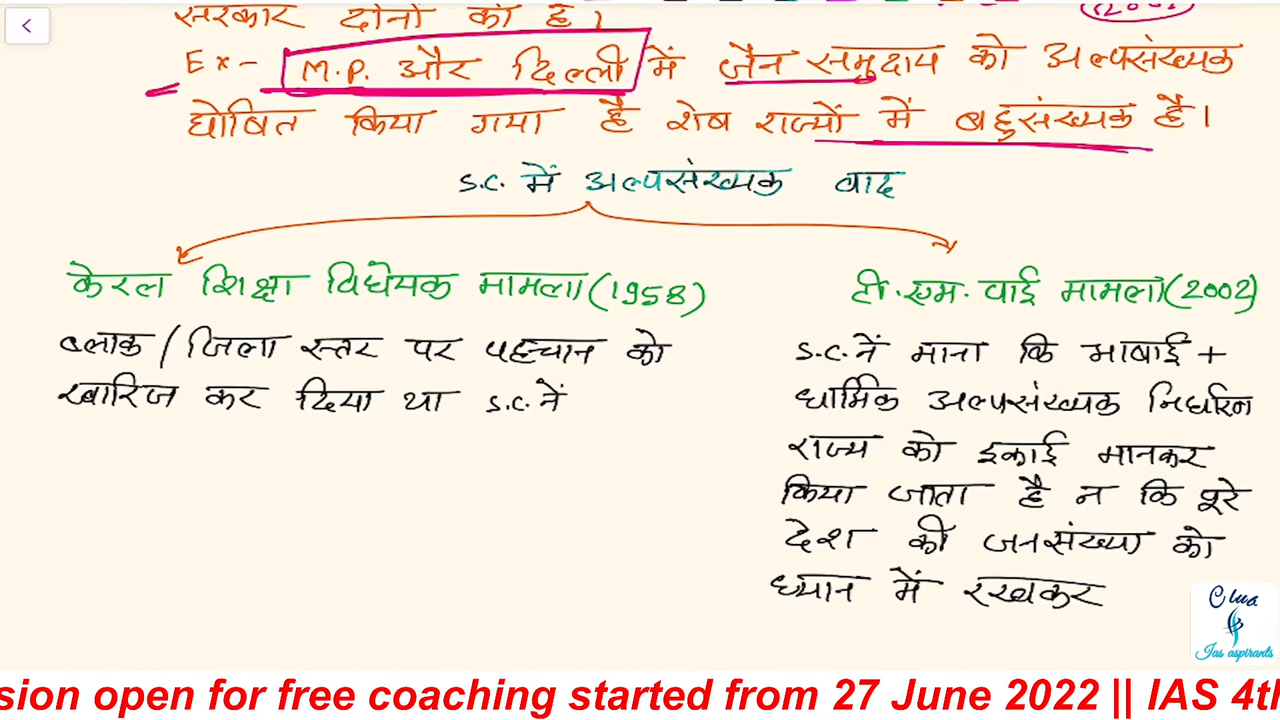 सरकार दोनों को है।
Ex- M.P. और दिल्ली में जैन समुदाय को अल्पसंख्यक
घोषित किया गया है शेष राज्यों में बहुसंख्यक है।
S.C. में अल्पसंख्यक वाद
केरल शिक्षा विधेयक मामला (1958)
ब्लाक / जिला स्तर पर पहचान को
खारिज कर दिया था S.C. नें
टी. एम. पाई मामला (2002)
S.C. नें माना कि भाषाई +
धार्मिक अल्पसंख्यक निर्धारन
राज्य को इकाई मानकर
किया जाता है न कि पूरे
देश की जनसंख्या को
ध्यान में रखकर
Ias aspirants
sion open for free coaching started from 27 June 2022 || IAS 4th